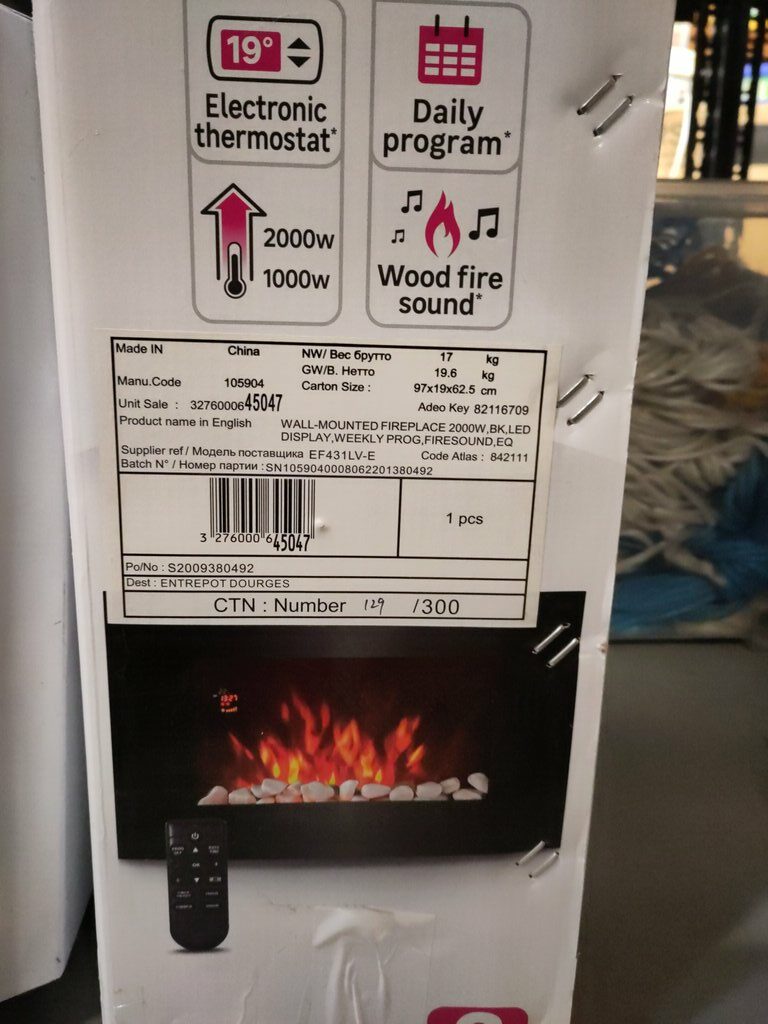 19°
Electronic
thermostat*
Daily
program*
2000w
1000w
Wood fire
sound*
Made IN China
NW/ Вес брутто 17 kg
GW/В. Нетто 19.6 kg
Manu.Code 105904
Carton Size : 97x19x62.5 cm
Unit Sale : 3276000645047
Adeo Key 82116709
Product name in English WALL-MOUNTED FIREPLACE 2000W,BK,LED
DISPLAY,WEEKLY PROG,FIRESOUND,EQ
Supplier ref / Модель поставщика EF431LV-E Code Atlas : 842111
Batch N° / Номер партии :SN1059040008062201380492
3 276000 645047
1 pcs
Po/No : S2009380492
Dest : ENTREPOT DOURGES
CTN : Number 129 /300
OK